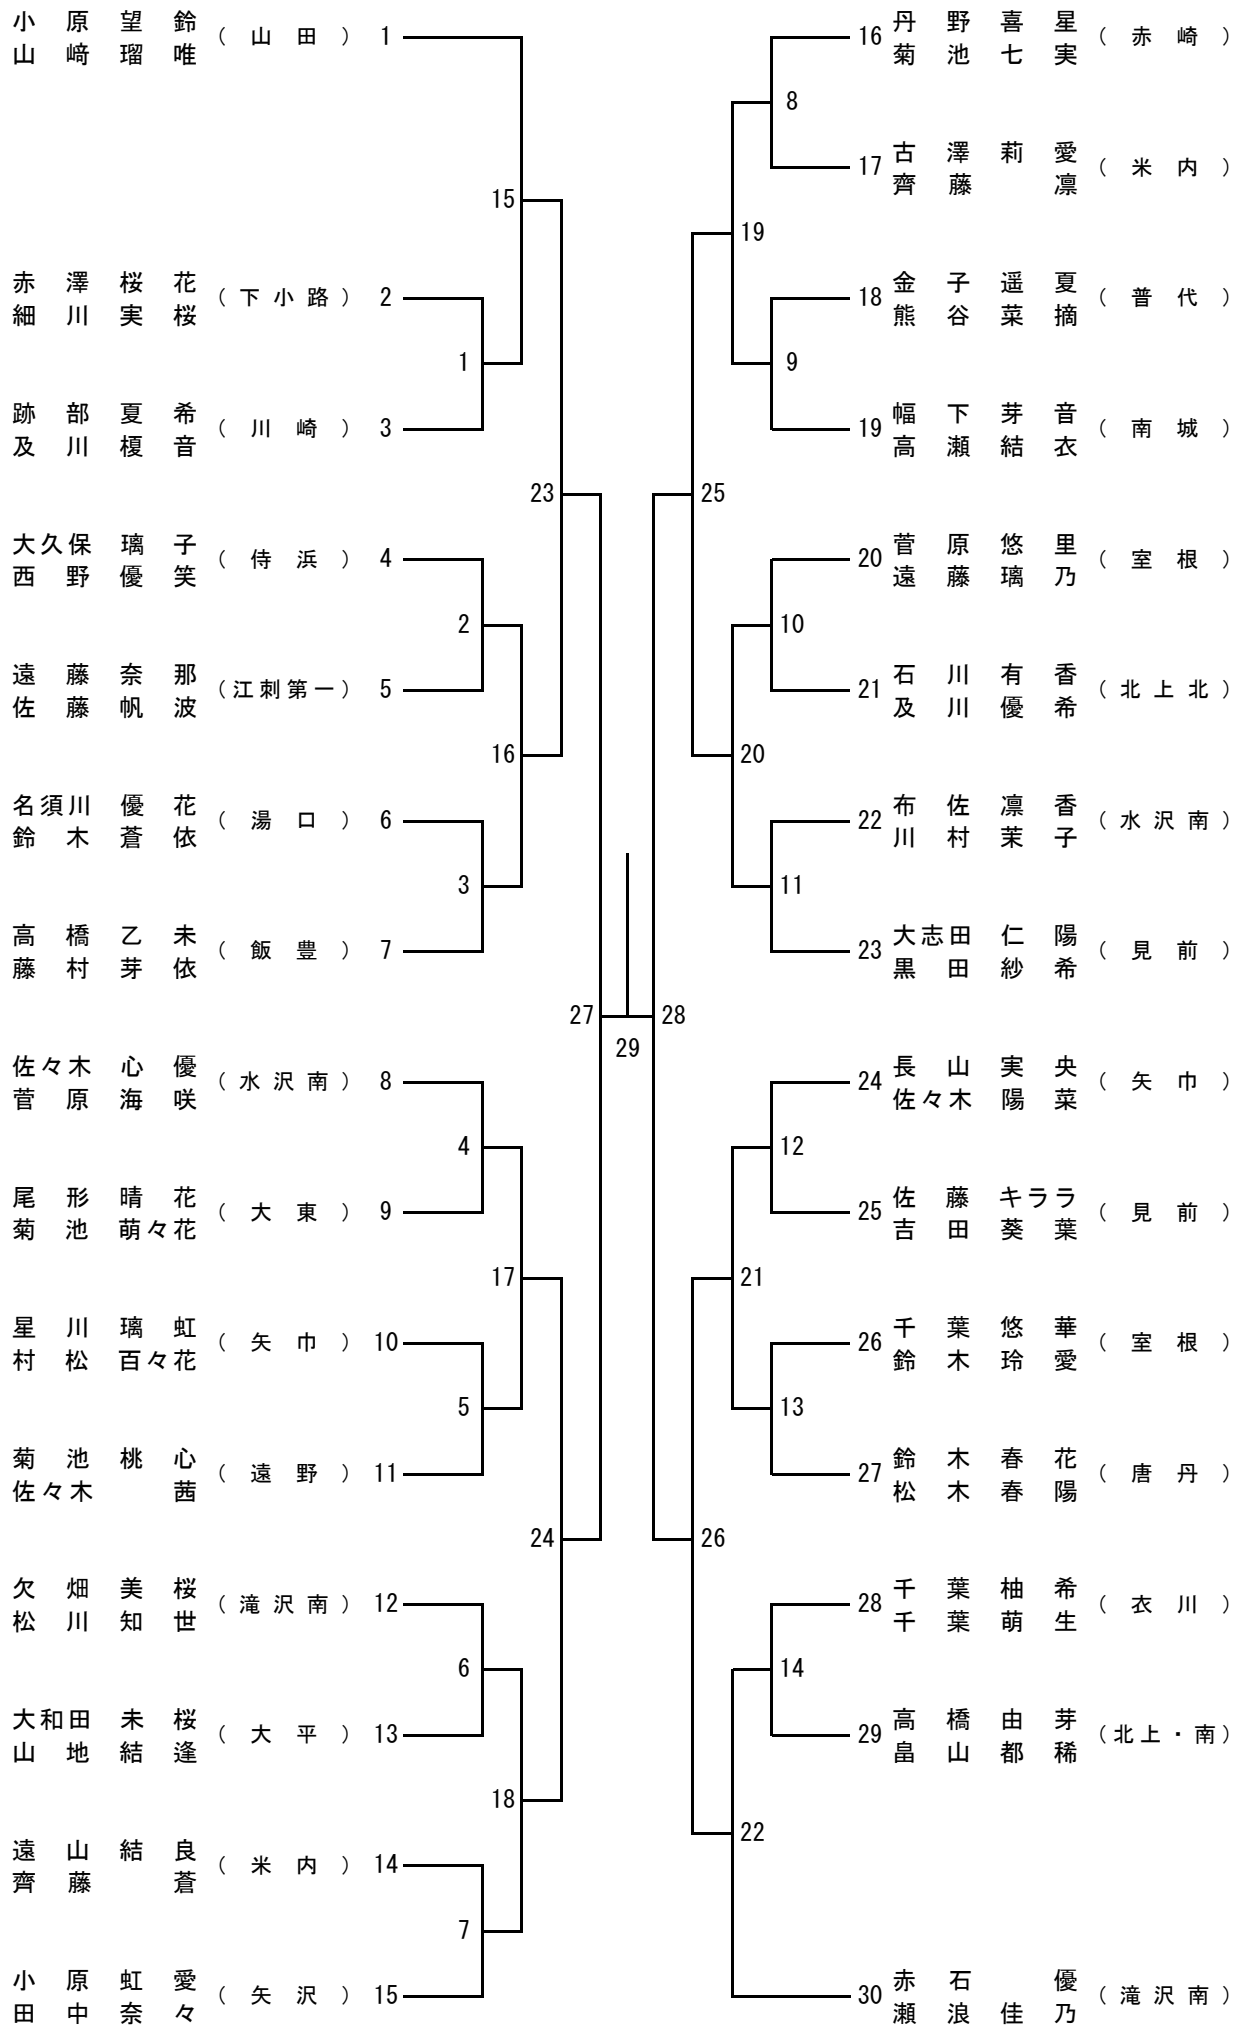 小原望鈴
山﨑瑠唯
（山田）
1
赤澤桜花
細川実桜
（下小路）
2
跡部夏希
及川榎音
（川崎）
3
大久保璃子
西野優笑
（侍浜）
4
遠藤奈那
佐藤帆波
（江刺第一）
5
名須川優花
鈴木蒼依
（湯口）
6
高橋乙未
藤村芽依
（飯豊）
7
佐々木心優
菅原海咲
（水沢南）
8
尾形晴花
菊池萌々花
（大東）
9
星川璃虹
村松百々花
（矢巾）
10
菊池桃心
佐々木茜
（遠野）
11
欠畑美桜
松川知世
（滝沢南）
12
大和田未桜
山地結逢
（大平）
13
遠山結良
齊藤蒼
（米内）
14
小原虹愛
田中奈々
（矢沢）
15
1
2
3
4
5
6
7
15
16
17
18
23
24
27
29
28
25
26
19
20
21
22
8
9
10
11
12
13
14
16
丹野喜星
菊池七実
（赤崎）
17
古澤莉愛
齊藤凛
（米内）
18
金子遥夏
熊谷菜摘
（普代）
19
幅下芽音
高瀬結衣
（南城）
20
菅原悠里
遠藤璃乃
（室根）
21
石川有香
及川優希
（北上北）
22
布佐凛香
川村茉子
（水沢南）
23
大志田仁陽
黒田紗希
（見前）
24
長山実央
佐々木陽菜
（矢巾）
25
佐藤キララ
吉田葵葉
（見前）
26
千葉悠華
鈴木玲愛
（室根）
27
鈴木春花
松木春陽
（唐丹）
28
千葉柚希
千葉萌生
（衣川）
29
高橋由芽
畠山都稀
（北上・南）
30
赤石優
瀬浪佳乃
（滝沢南）